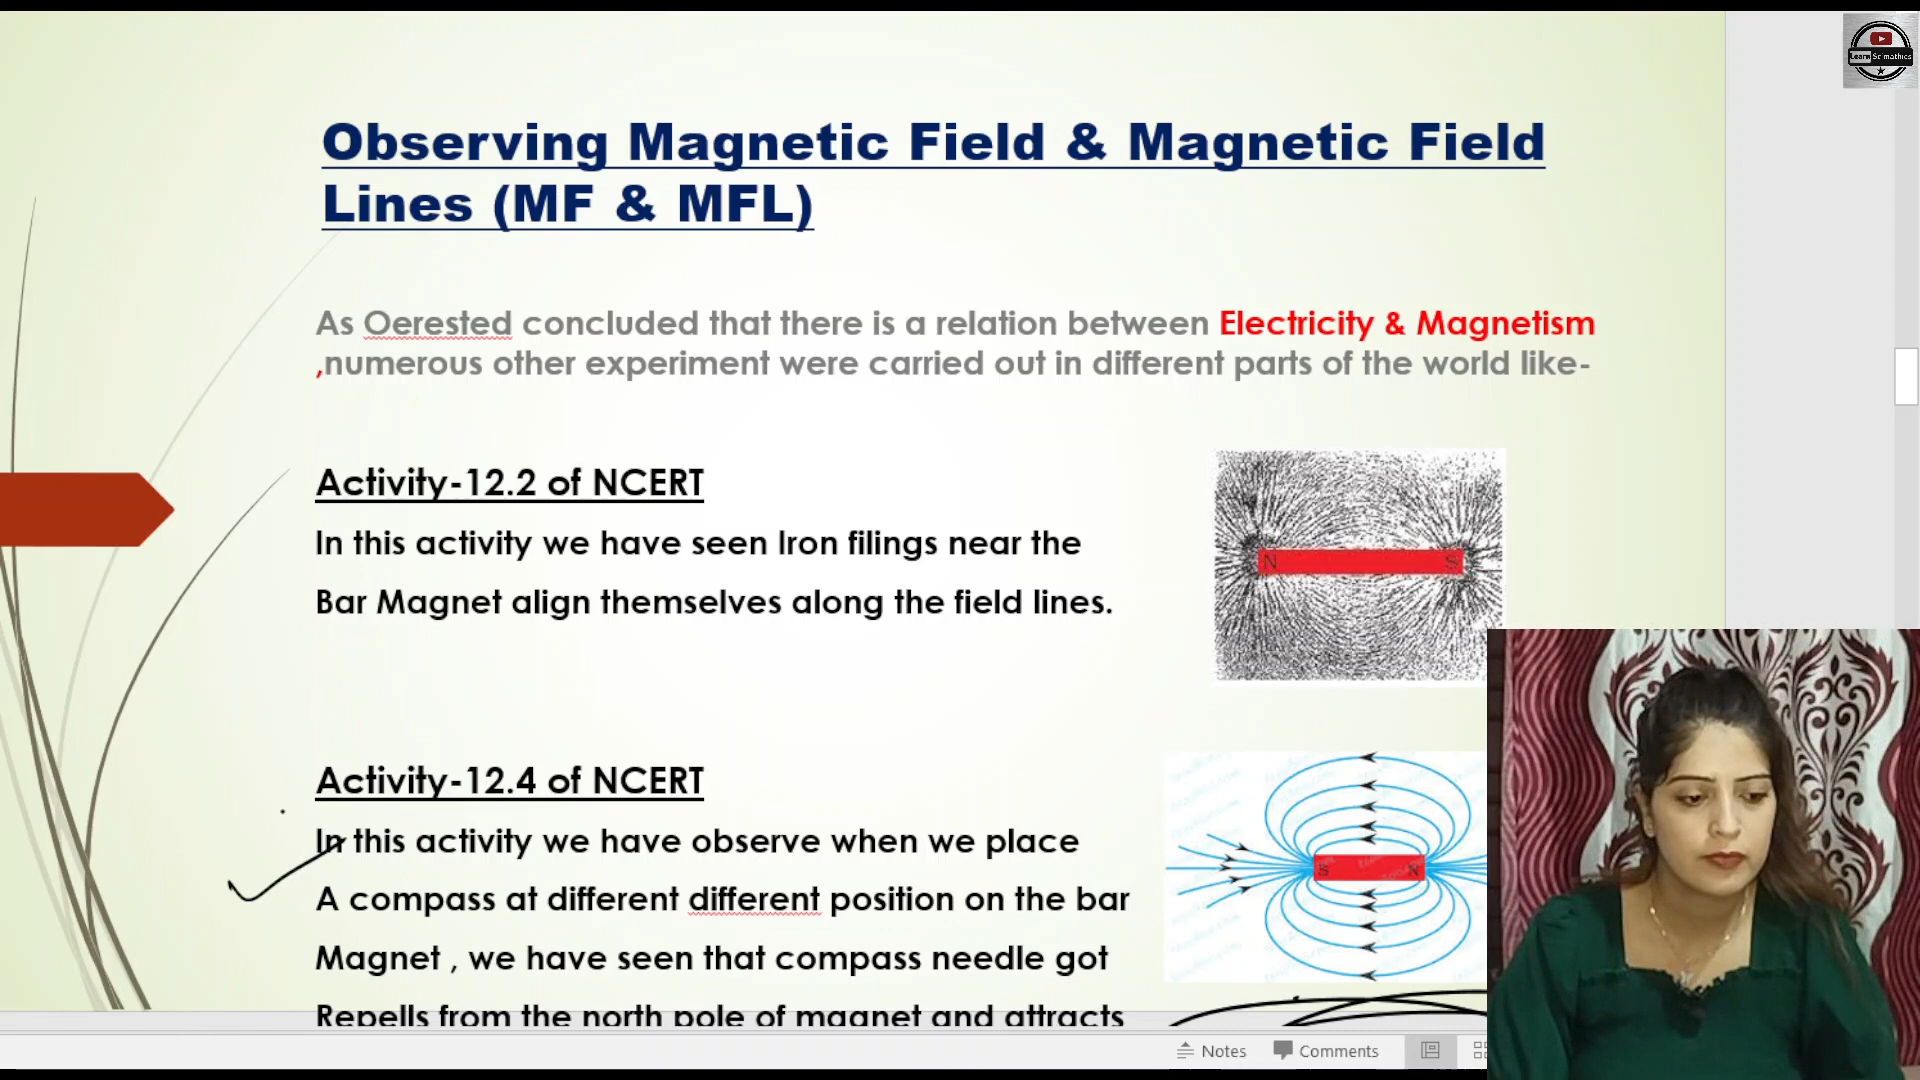 Learn Sc'mathics
Observing Magnetic Field & Magnetic Field
Lines (MF & MFL)
As Oerested concluded that there is a relation between Electricity & Magnetism
,numerous other experiment were carried out in different parts of the world like-
Activity-12.2 of NCERT
In this activity we have seen Iron filings near the
Bar Magnet align themselves along the field lines.
N S
Activity-12.4 of NCERT
In this activity we have observe when we place
A compass at different different position on the bar
Magnet , we have seen that compass needle got
Repells from the north pole of magnet and attracts
S N
Notes Comments